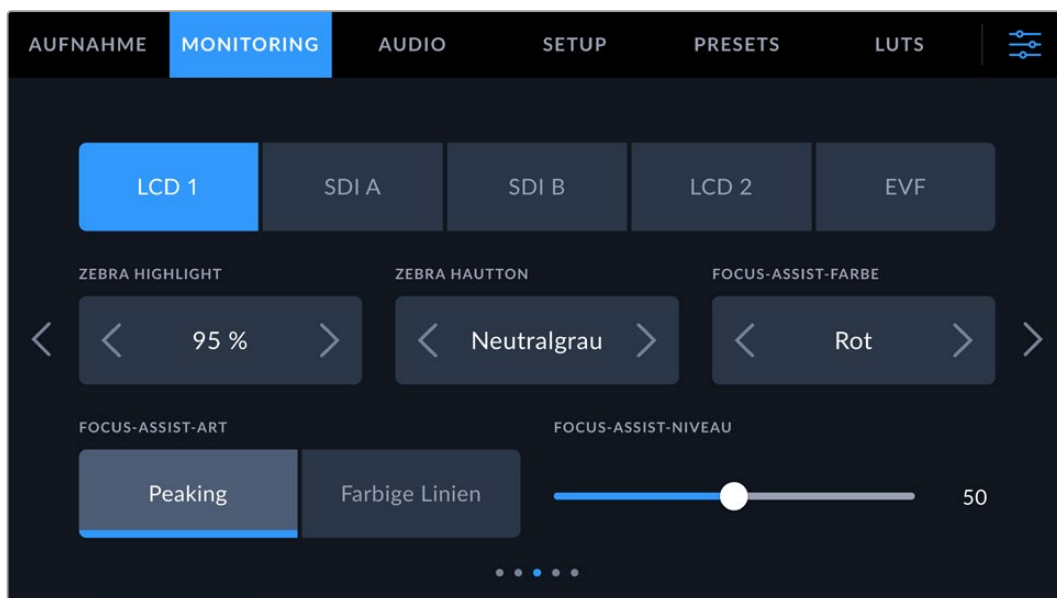 AUFNAHME MONITORING AUDIO SETUP PRESETS LUTS
LCD 1 SDI A SDI B LCD 2 EVF
ZEBRA HIGHLIGHT ZEBRA HAUTTON FOCUS-ASSIST-FARBE
95 % Neutralgrau Rot
FOCUS-ASSIST-ART FOCUS-ASSIST-NIVEAU
Peaking Farbige Linien 50